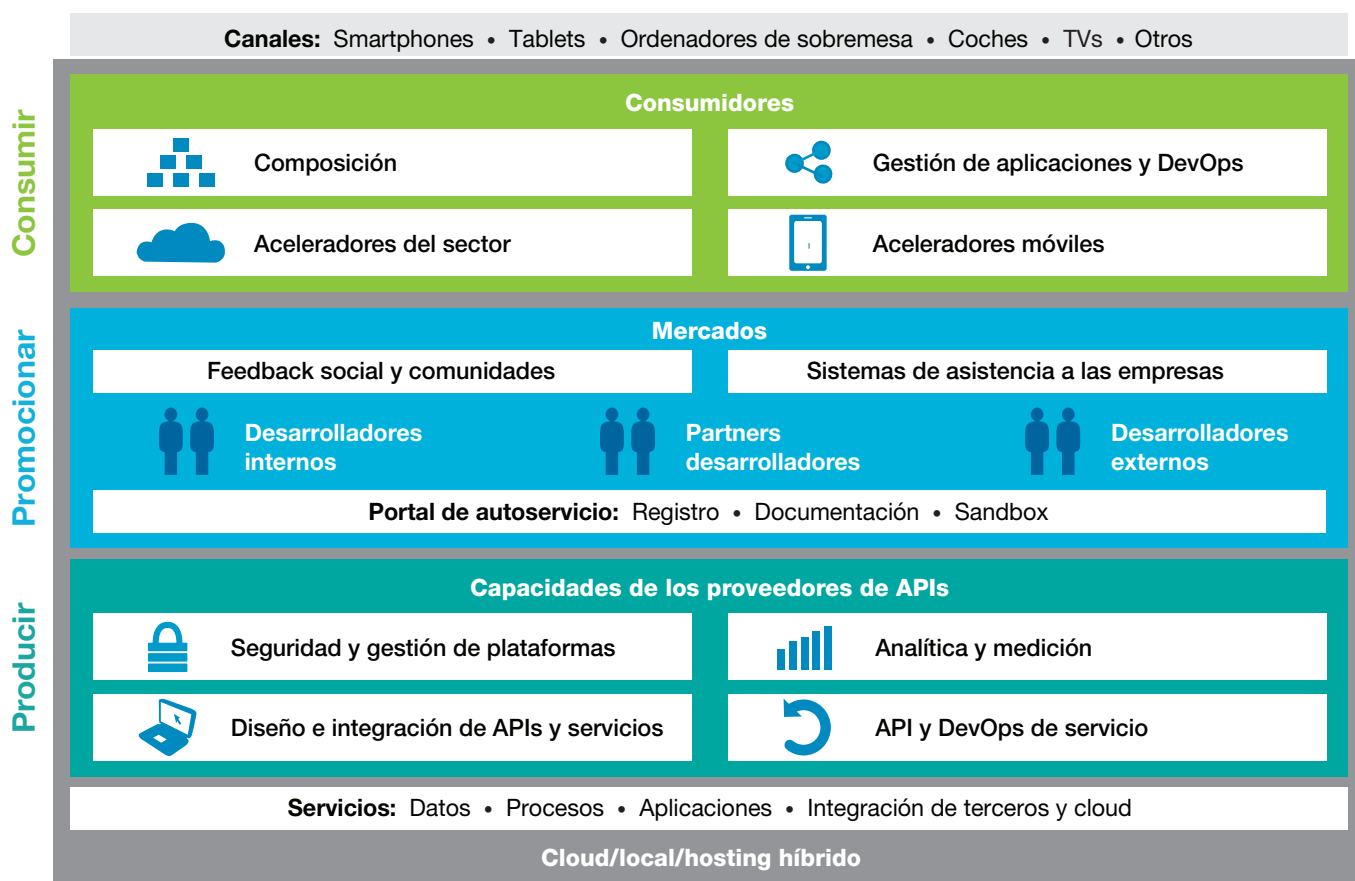 Canales: Smartphones • Tablets • Ordenadores de sobremesa • Coches • TVs • Otros
Consumir
Consumidores
Composición
Gestión de aplicaciones y DevOps
Aceleradores del sector
Aceleradores móviles
Promocionar
Mercados
Feedback social y comunidades
Sistemas de asistencia a las empresas
Desarrolladores
internos
Partners
desarrolladores
Desarrolladores
externos
Portal de autoservicio: Registro • Documentación • Sandbox
Producir
Capacidades de los proveedores de APIs
Seguridad y gestión de plataformas
Analítica y medición
Diseño e integración de APIs y servicios
API y DevOps de servicio
Servicios: Datos • Procesos • Aplicaciones • Integración de terceros y cloud
Cloud/local/hosting híbrido